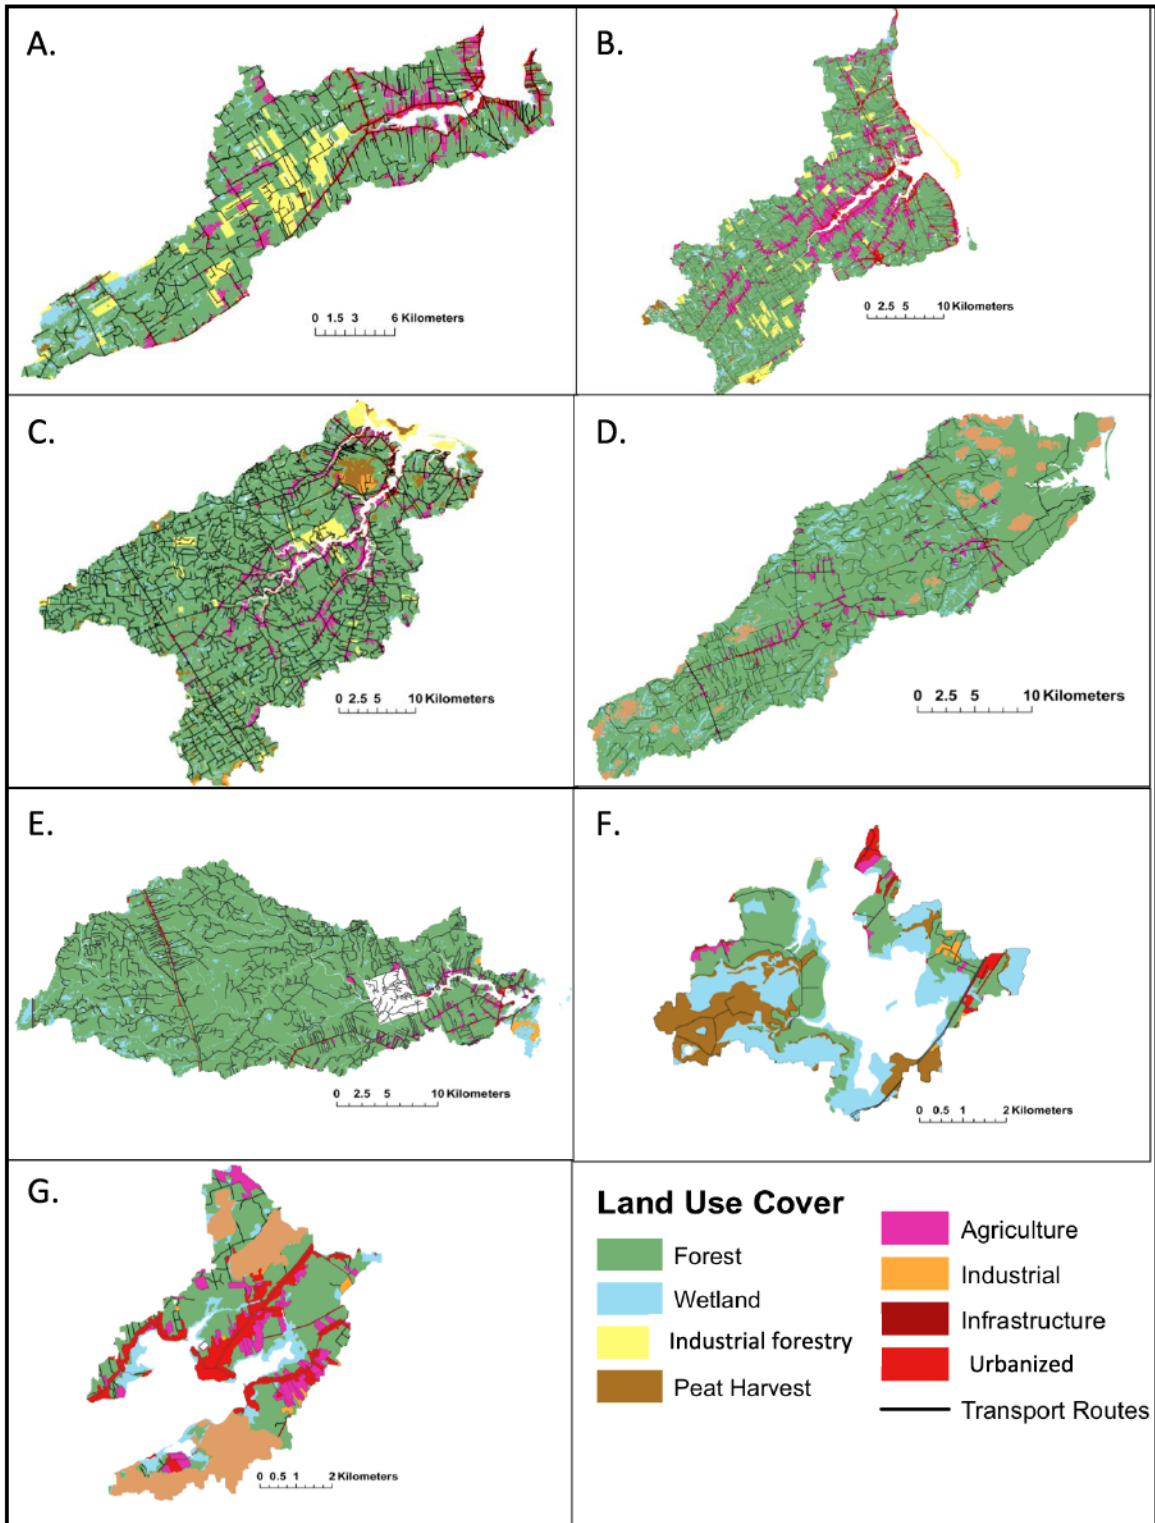 A.
0 1.5 3 6 Kilometers
B.
0 2.5 5 10 Kilometers
C.
0 2.5 5 10 Kilometers
D.
0 2.5 5 10 Kilometers
E.
0 2.5 5 10 Kilometers
F.
0 0.5 1 2 Kilometers
G.
0 0.5 1 2 Kilometers
Land Use Cover
Forest
Wetland
Industrial forestry
Peat Harvest
Agriculture
Industrial
Infrastructure
Urbanized
Transport Routes